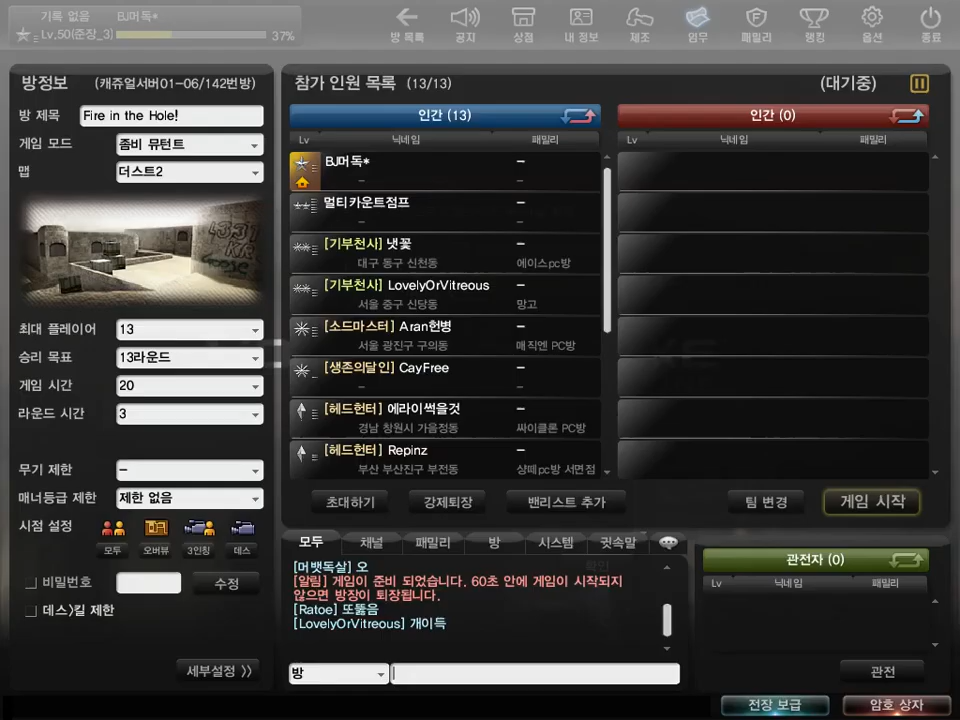 기록 없음 BJ머독*
Lv.50(준장_3) 37%
방 목록 공지 상점 내 정보 제조 임무 패밀리 랭킹 옵션 종료
방정보 (캐쥬얼서버01-06/142번방)
방 제목 Fire in the Hole!
게임 모드 좀비 뮤턴트
맵 더스트2
최대 플레이어 13
승리 목표 13라운드
게임 시간 20
라운드 시간 3
무기 제한 –
매너등급 제한 제한 없음
시점 설정
모두 오버뷰 3인칭 데스
비밀번호 수정
데스>킬 제한
세부설정 >>
참가 인원 목록 (13/13) (대기중)
인간 (13)
Lv 닉네임 패밀리
BJ머독* –
– –
멀티카운트점프 –
– –
[기부천사] 냇꽃 –
대구 동구 신천동 에이스pc방
[기부천사] LovelyOrVitreous –
서울 중구 신당동 망고
[소드마스터] Aran헌병 –
서울 광진구 구의동 매직엔 PC방
[생존의달인] CayFree –
– –
[헤드헌터] 에라이썩을것 –
경남 창원시 가음정동 싸이클론 PC방
[헤드헌터] Repinz –
부산 부산진구 부전동 샹떼pc방 서면점
인간 (0)
Lv 닉네임 패밀리
초대하기 강제퇴장 밴리스트 추가 팀 변경 게임 시작
모두 채널 패밀리 방 시스템 귓속말
[머뱃독살] 오
[알림] 게임이 준비 되었습니다. 60초 안에 게임이 시작되지
않으면 방장이 퇴장됩니다.
[Ratoe] 또뚫음
[LovelyOrVitreous] 개이득
방
관전자 (0)
Lv 닉네임 패밀리
관전
전장 보급 암호 상자